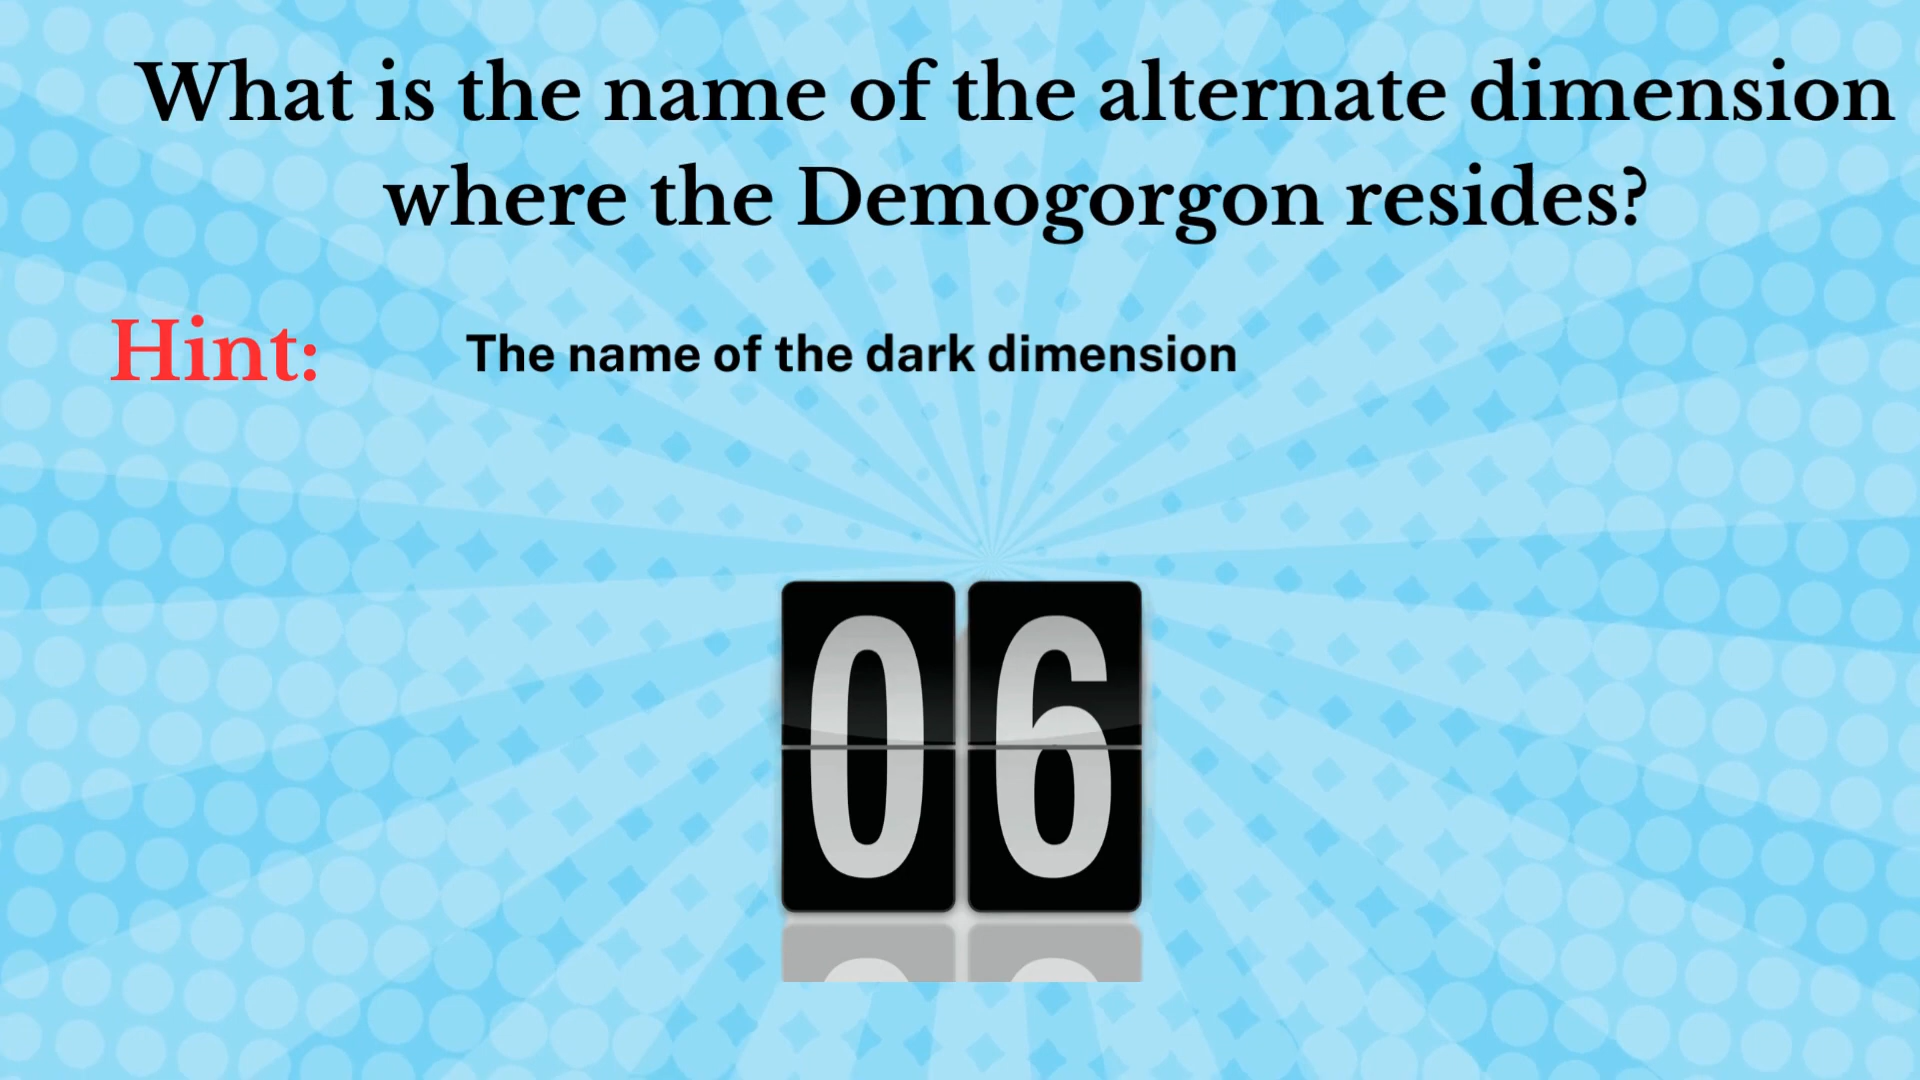 What is the name of the alternate dimension
where the Demogorgon resides?
Hint:
The name of the dark dimension
06